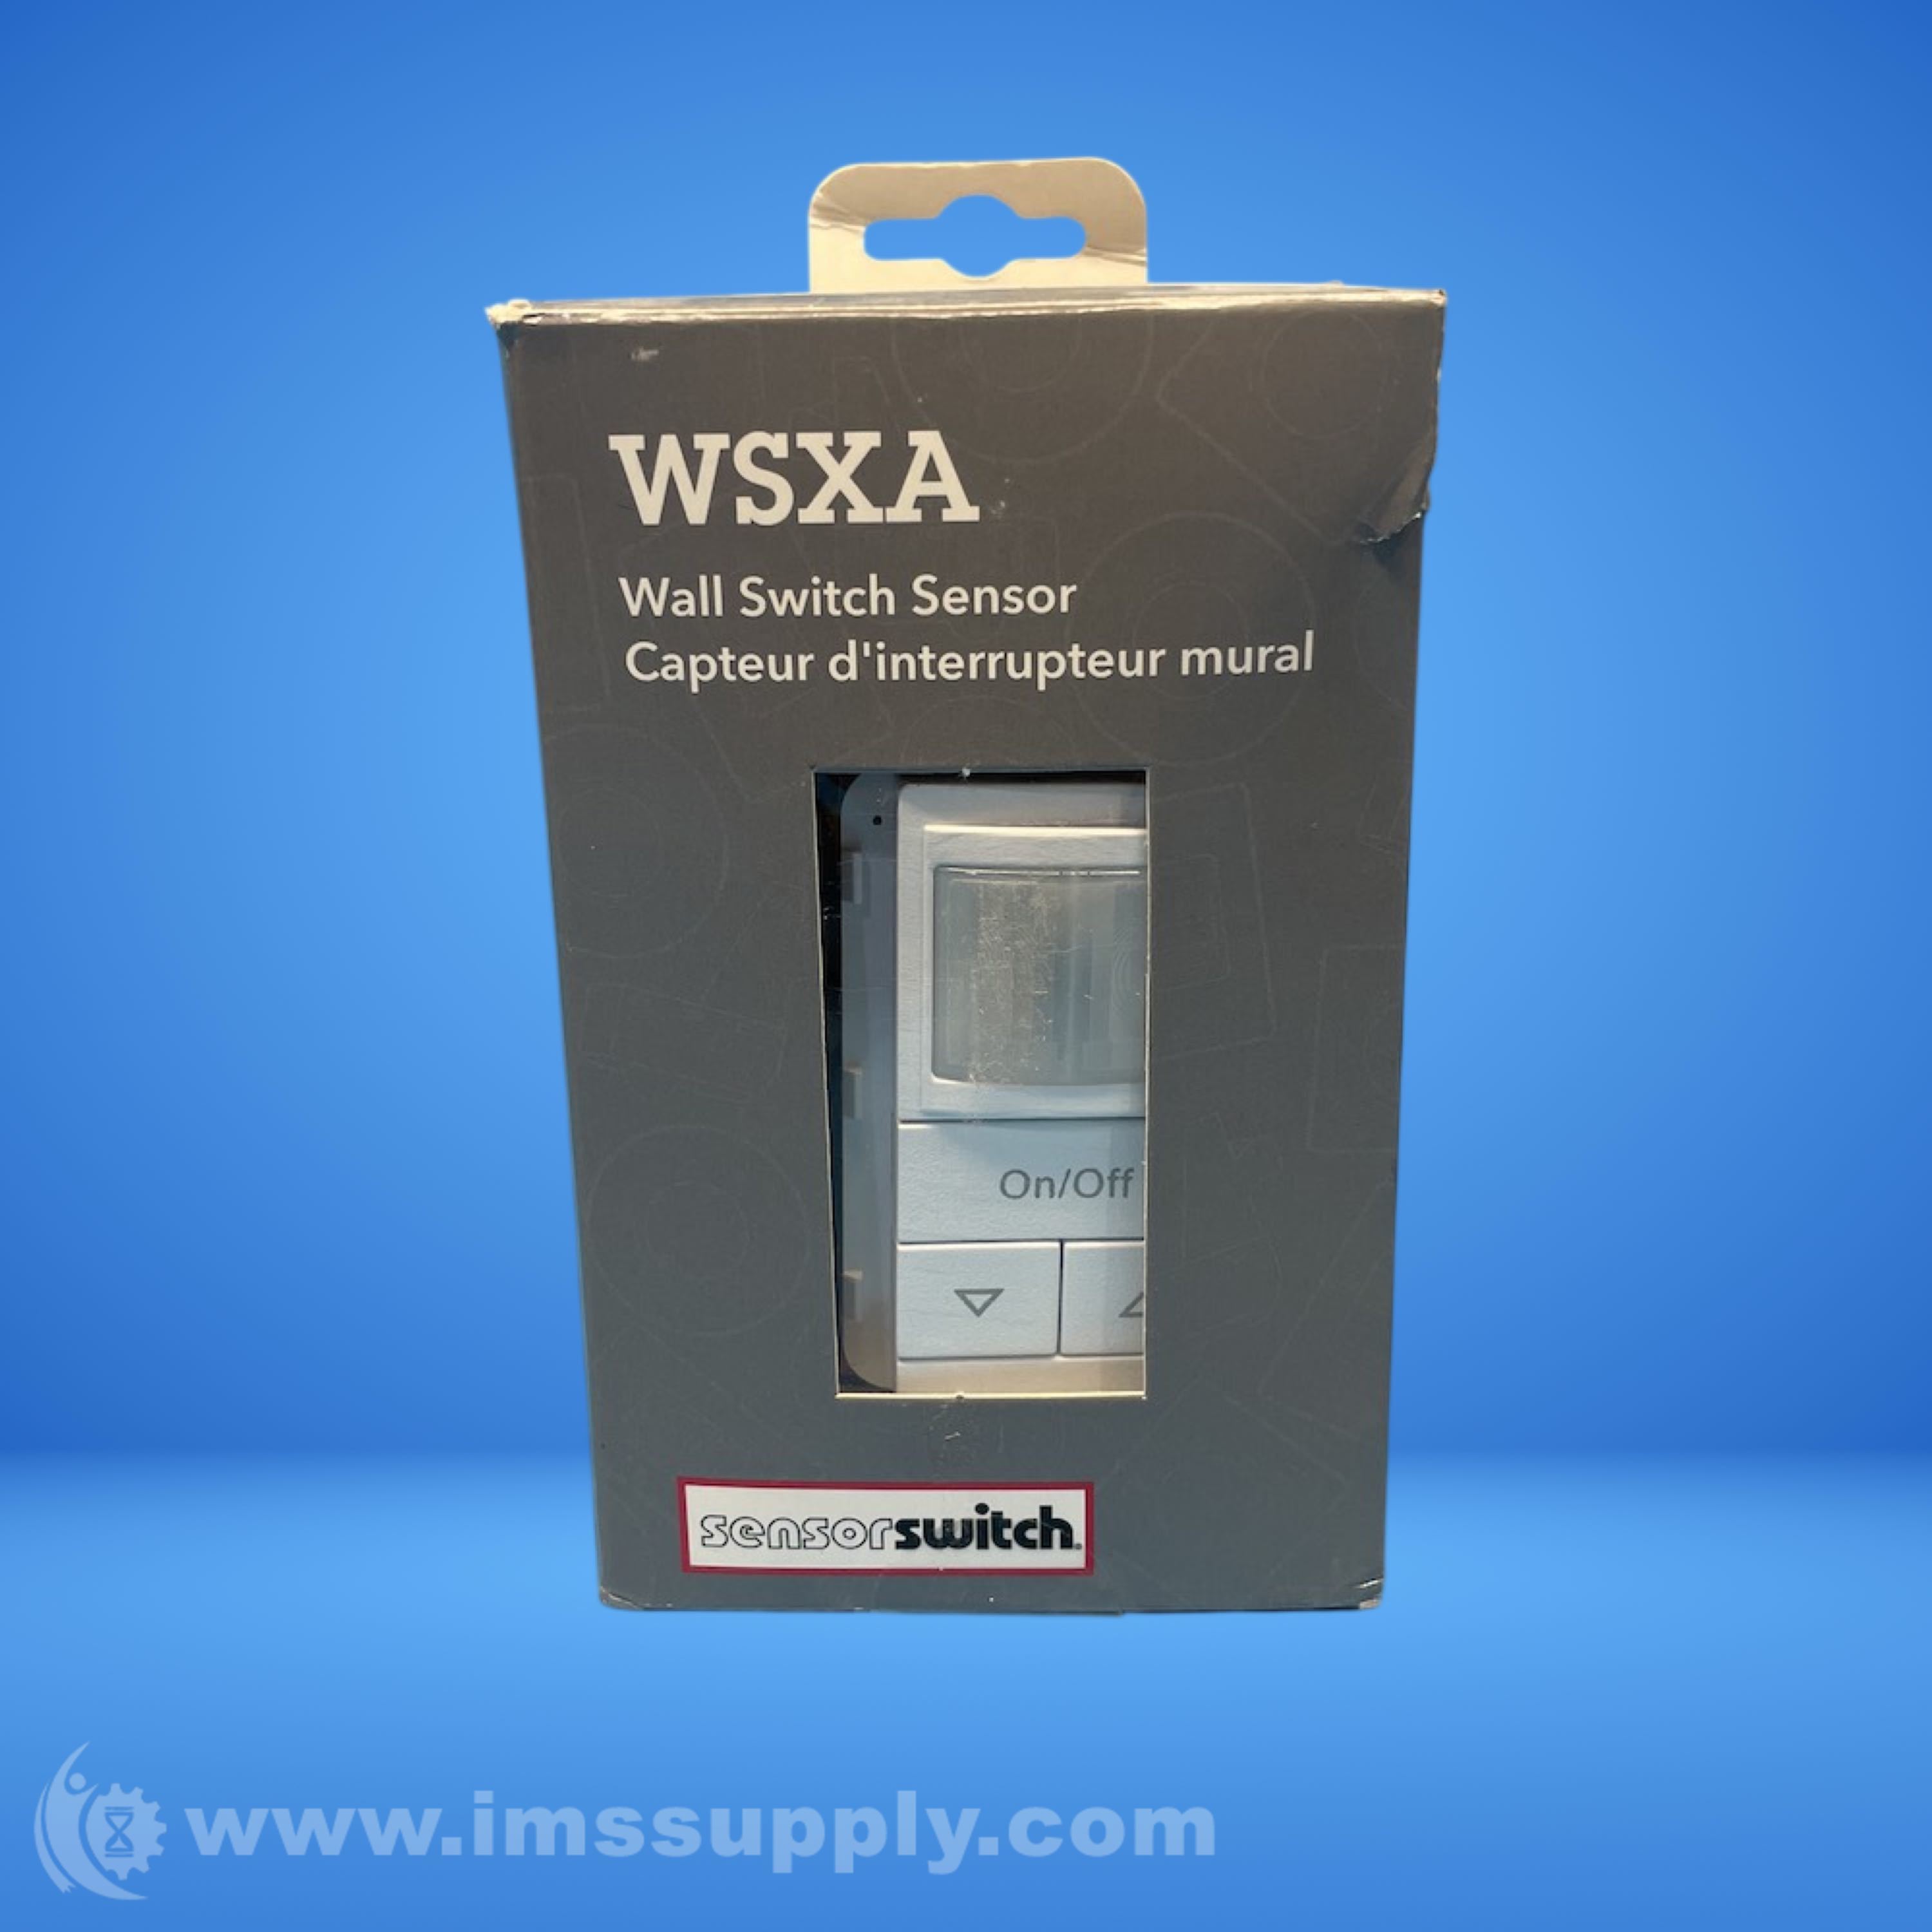 WSXA
Wall Switch Sensor
Capteur d'interrupteur mural
On/Off
sensorswitch
www.imssupply.com